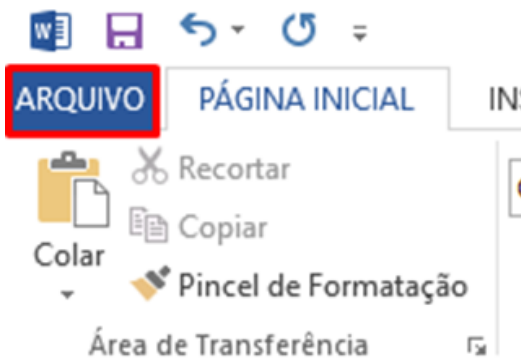 W
ARQUIVO PÁGINA INICIAL
Recortar
Copiar
Colar
Pincel de Formatação
Área de Transferência